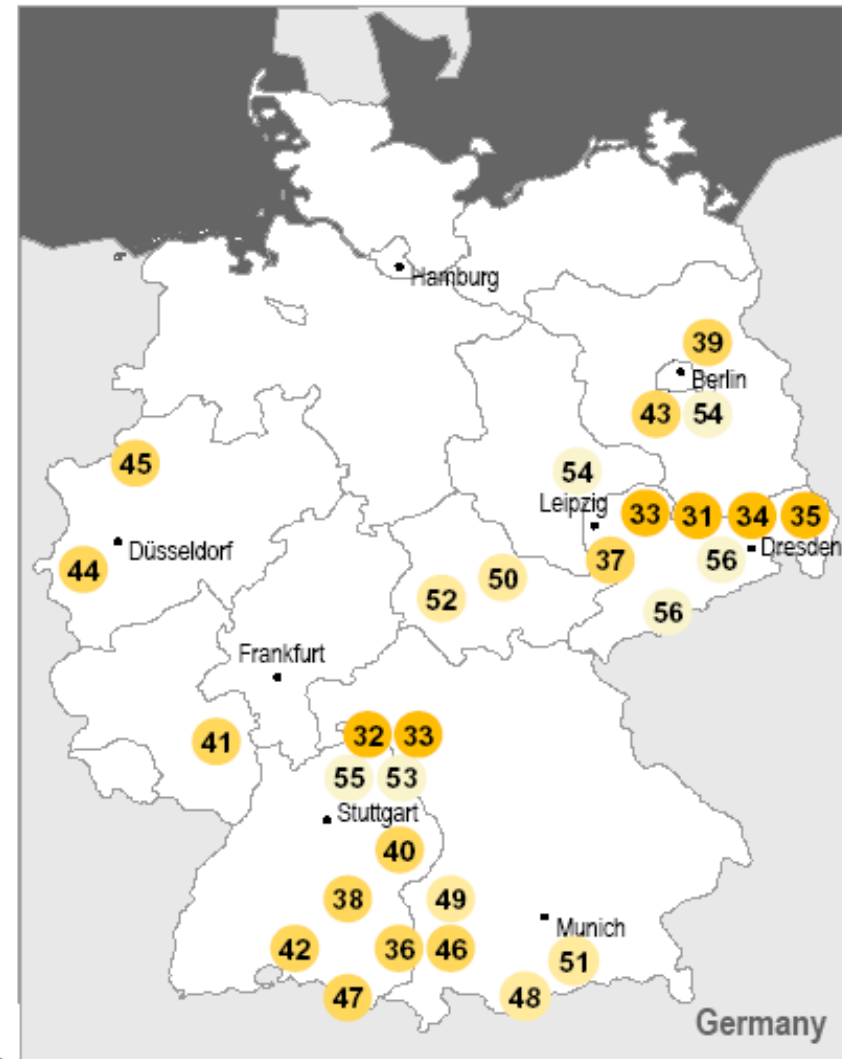 Hamburg
39
Berlin
43 54
45
54
Leipzig
33 31 34 35
Düsseldorf
Dresden
44
37
56
50
52
56
Frankfurt
32 33
41
55 53
Stuttgart
40
38
49
Munich
42
36
46
51
47
48
Germany